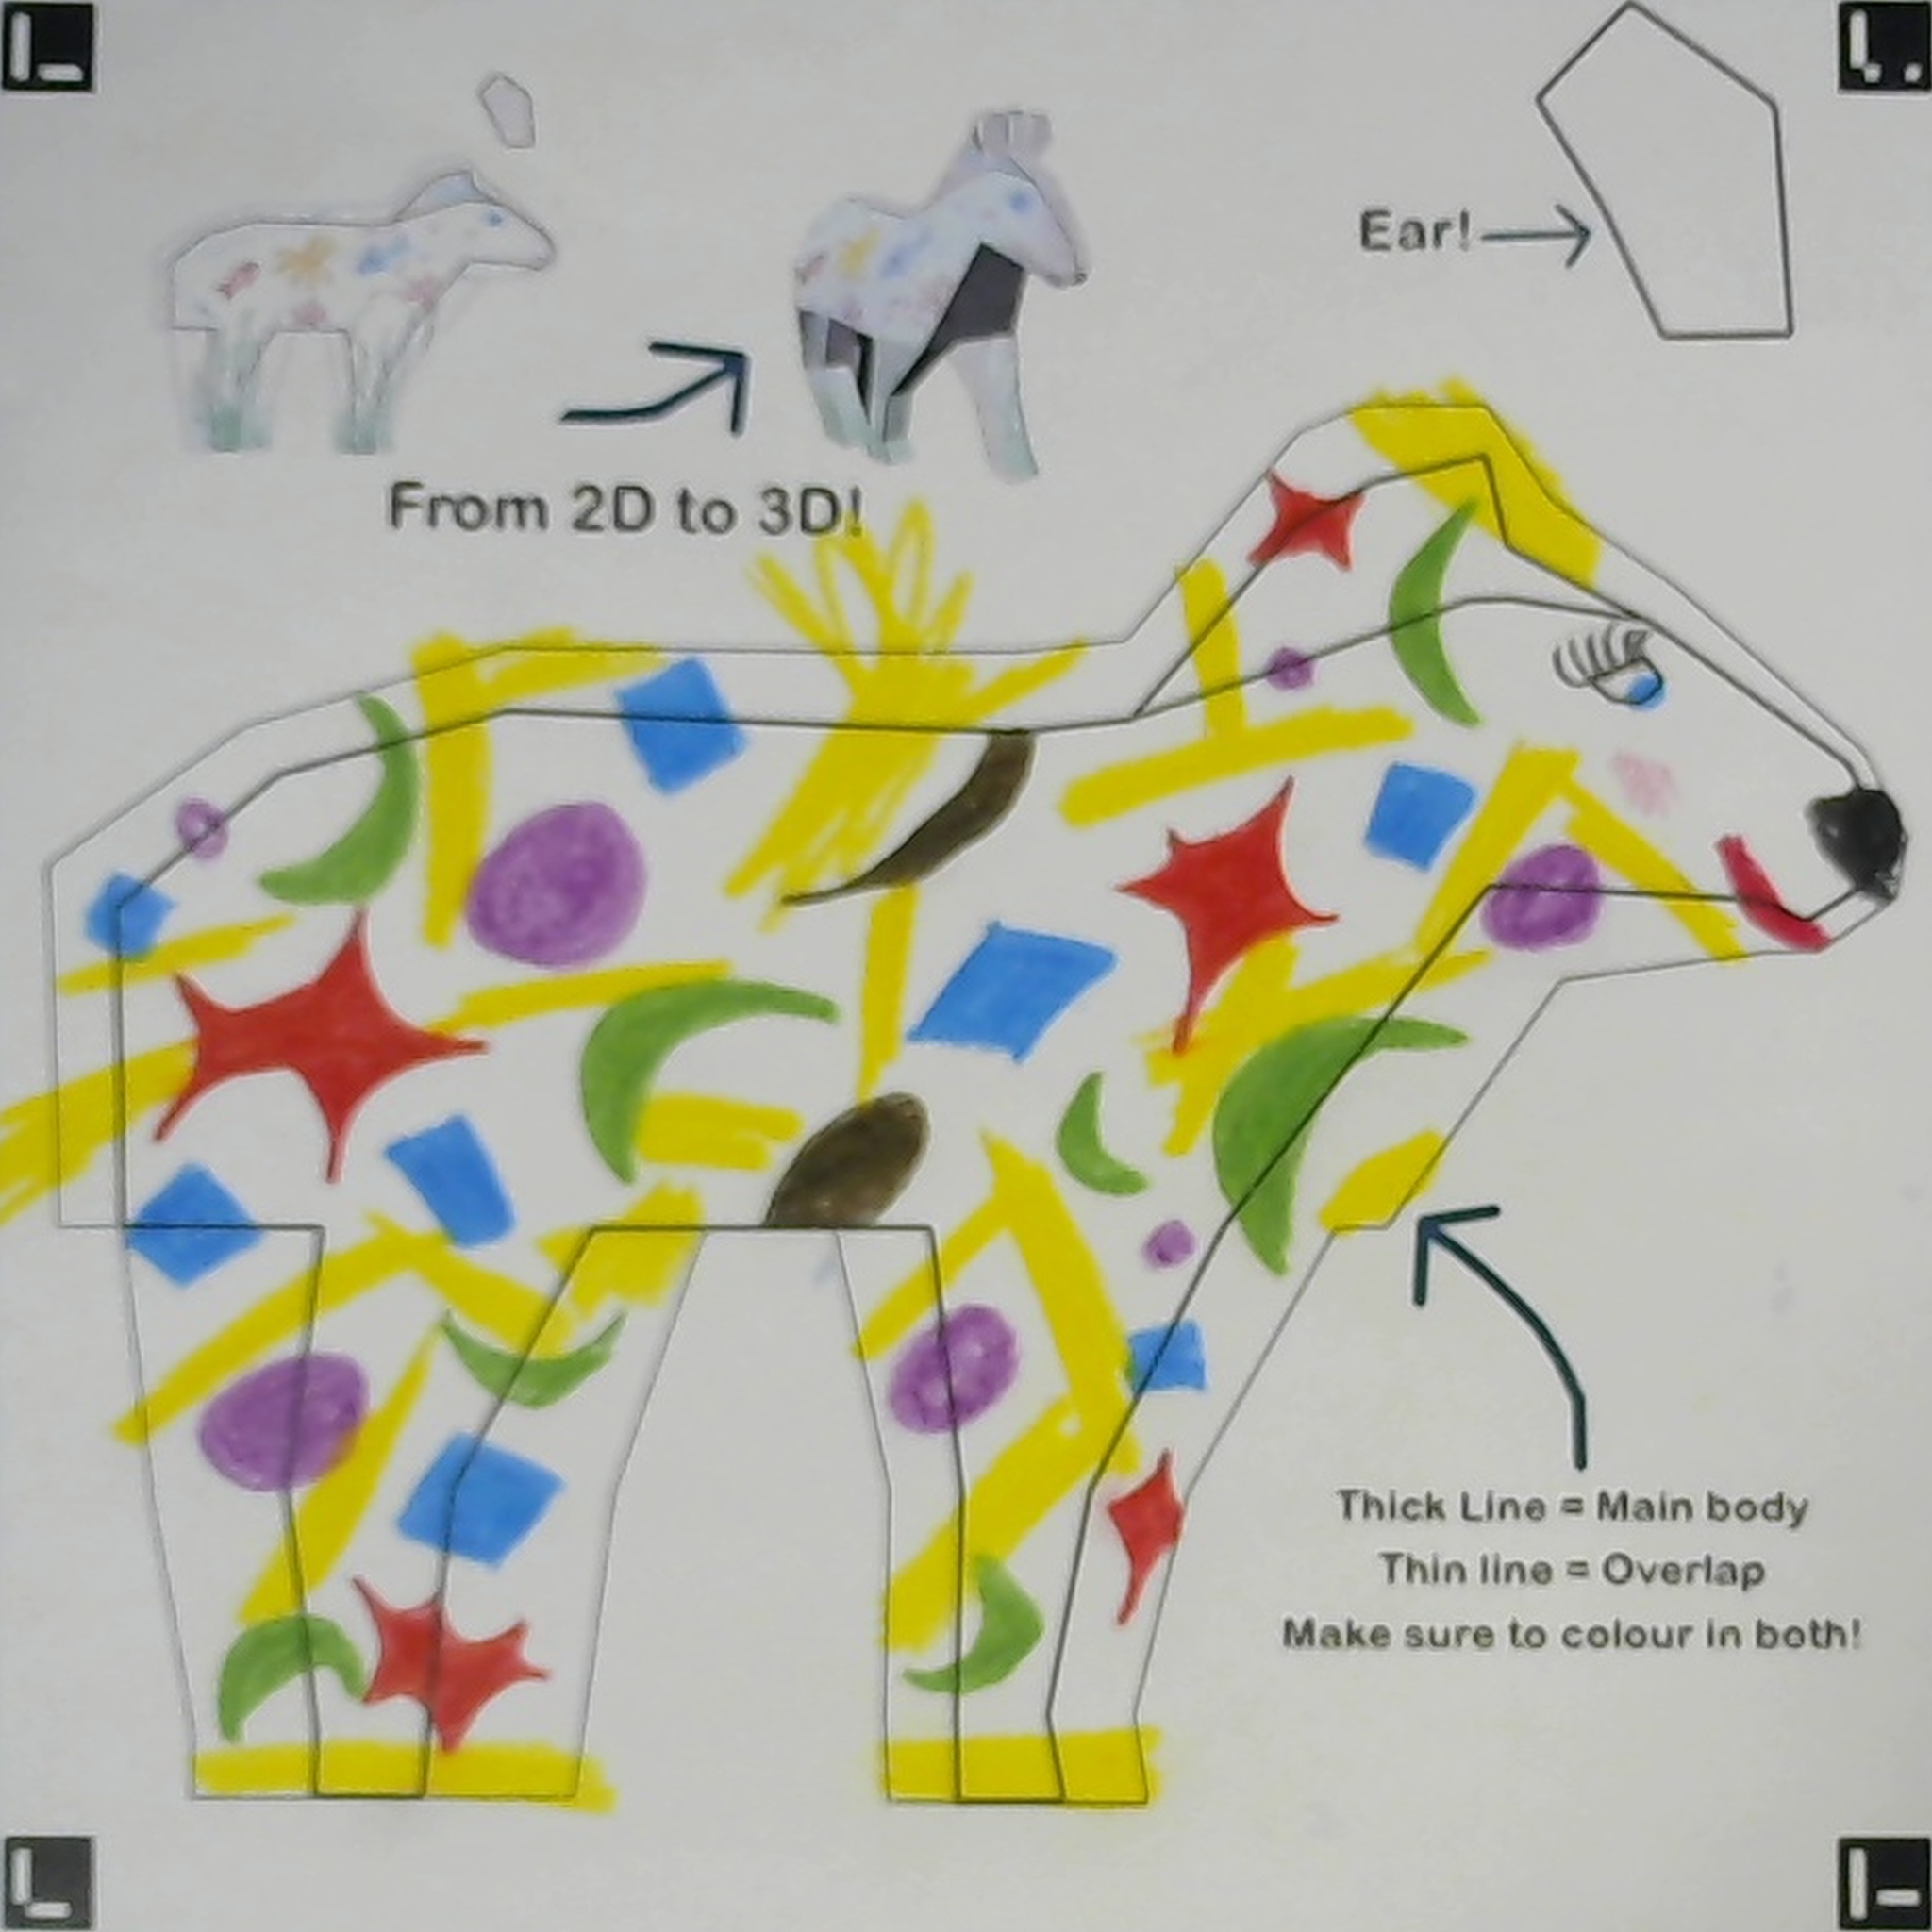 Ear!
From 2D to 3D!
Thick Line = Main body
Thin line = Overlap
Make sure to colour in both!